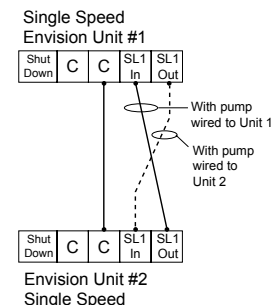 Single Speed
Envision Unit #1
Shut
Down
C
C
SL1
In
SL1
Out
With pump
wired to Unit 1
With pump
wired to
Unit 2
Shut
Down
C
C
SL1
In
SL1
Out
Envision Unit #2
Single Speed